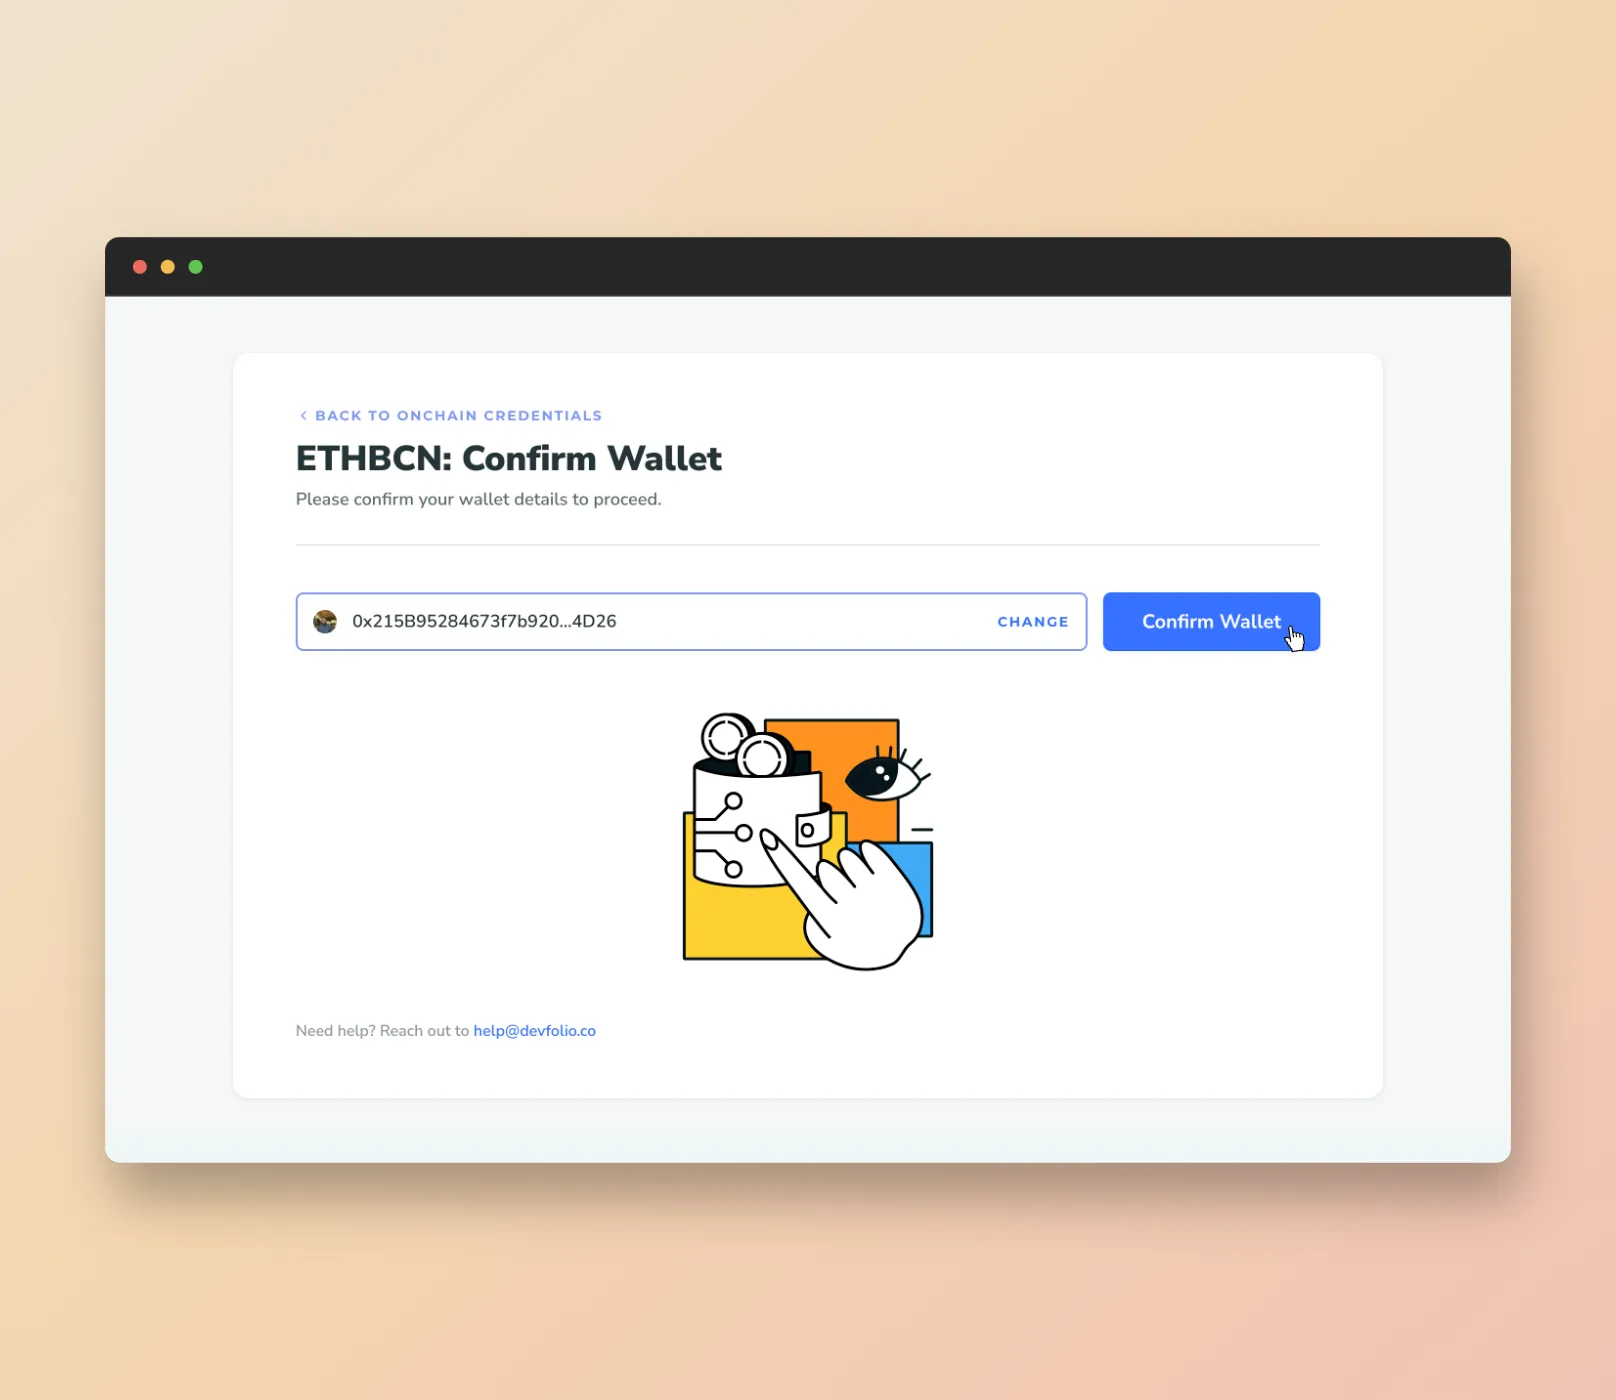 BACK TO ONCHAIN CREDENTIALS
ETHBCN: Confirm Wallet
Please confirm your wallet details to proceed.
0x215B95284673f7b920...4D26
CHANGE
Confirm Wallet
Need help? Reach out to help@devfolio.co